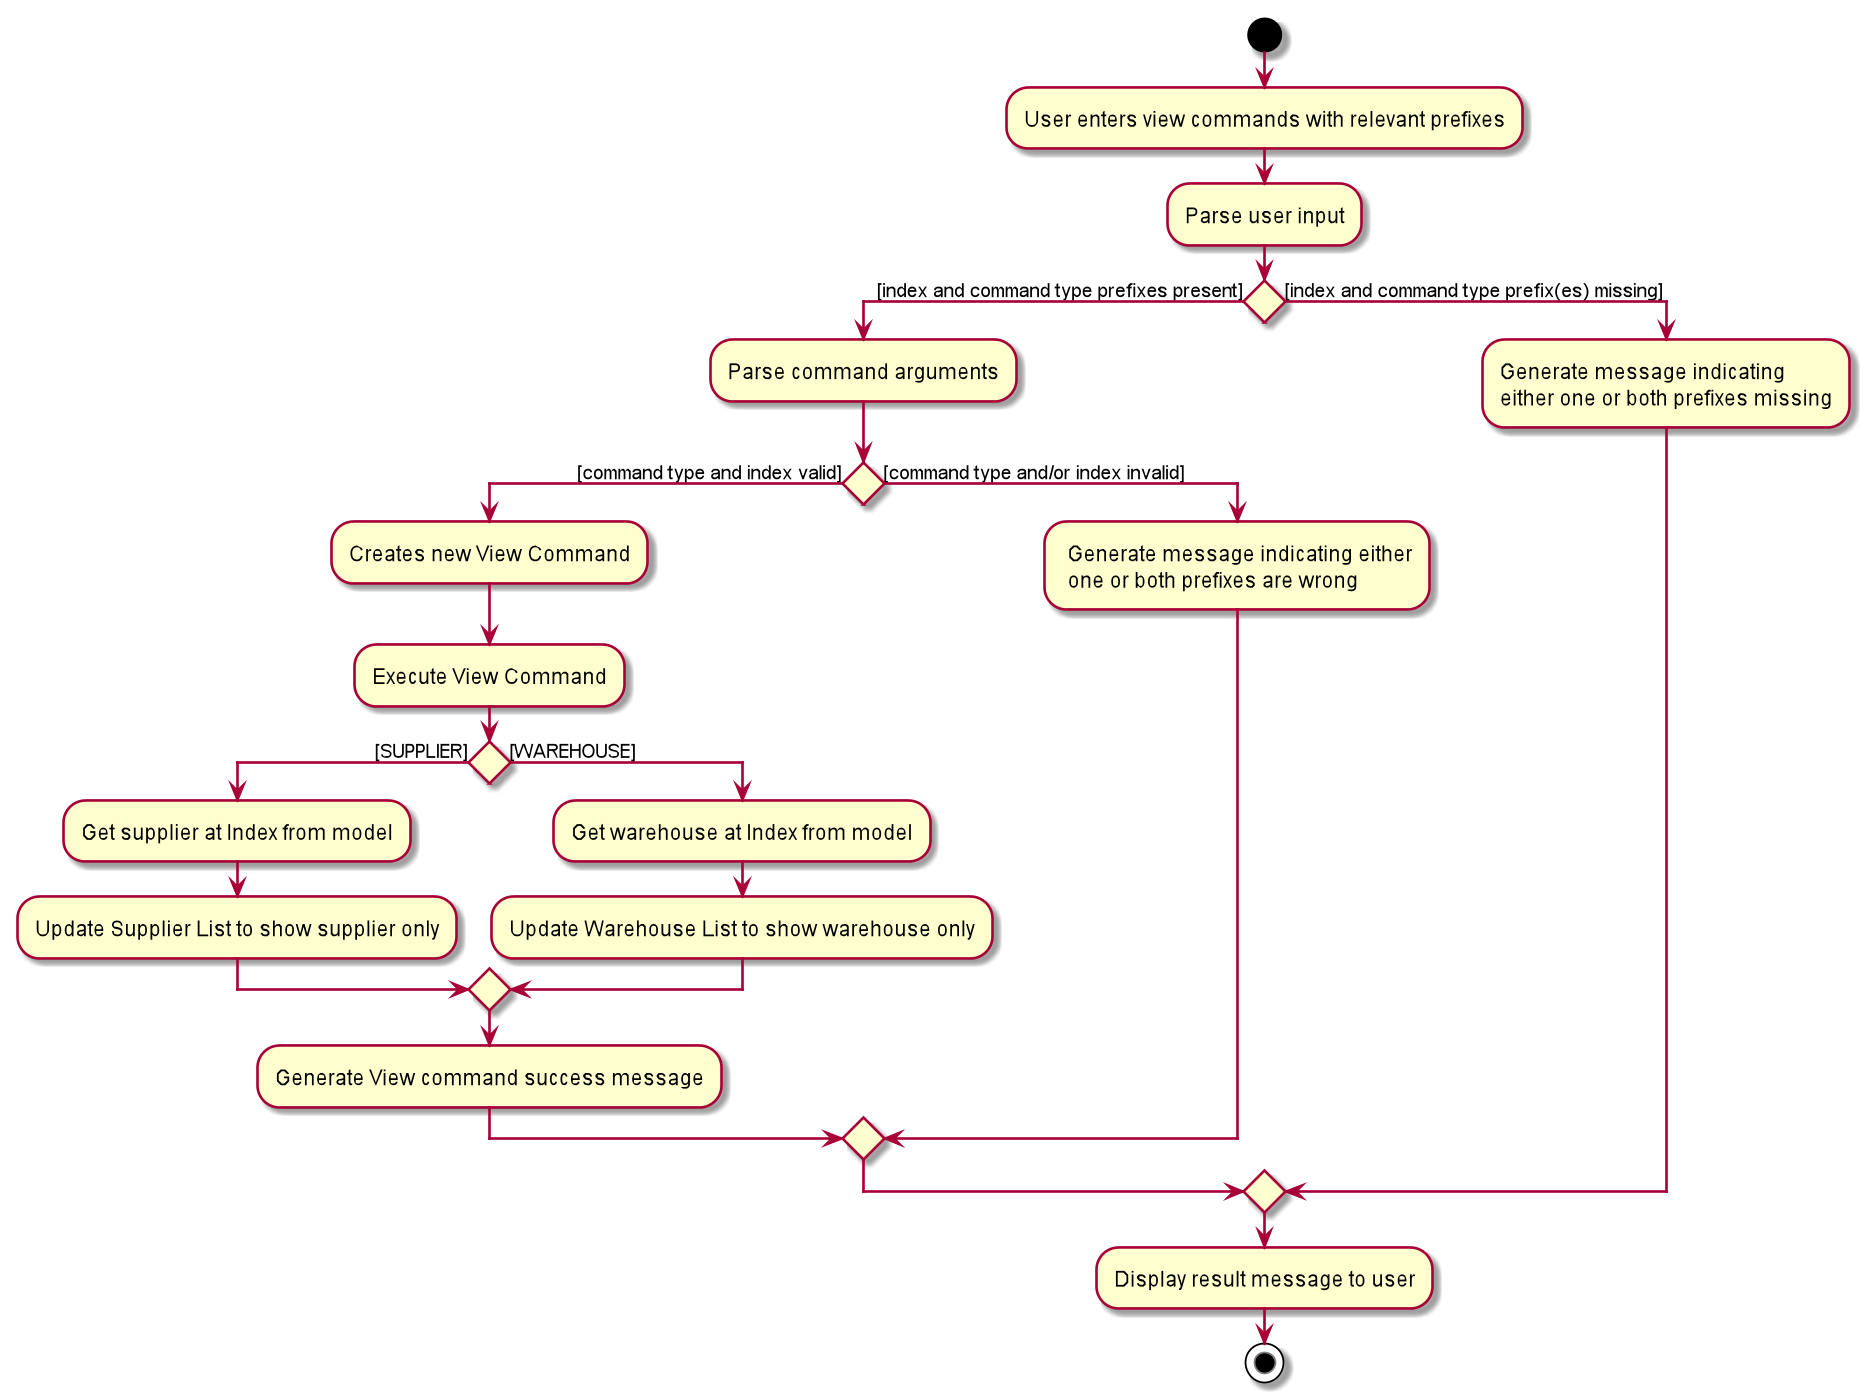 User enters view commands with relevant prefixes
Parse user input
[index and command type prefixes present]
[index and command type prefix(es) missing]
Parse command arguments
Generate message indicating
either one or both prefixes missing
[command type and index valid]
[command type and/or index invalid]
Creates new View Command
Generate message indicating either
one or both prefixes are wrong
Execute View Command
[SUPPLIER]
[WAREHOUSE]
Get supplier at Index from model
Get warehouse at Index from model
Update Supplier List to show supplier only
Update Warehouse List to show warehouse only
Generate View command success message
Display result message to user